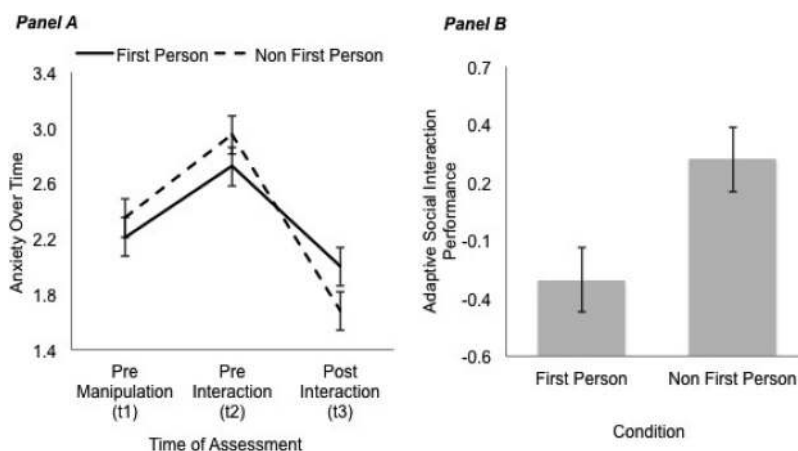 Panel A
First Person
Non First Person
3.4
3.0
2.6
2.2
1.8
1.4
Anxiety Over Time
Pre
Manipulation
(t1)
Pre
Interaction
(t2)
Post
Interaction
(t3)
Time of Assessment
Panel B
0.7
0.4
0.2
-0.1
-0.4
-0.6
Adaptive Social Interaction
Performance
First Person
Non First Person
Condition